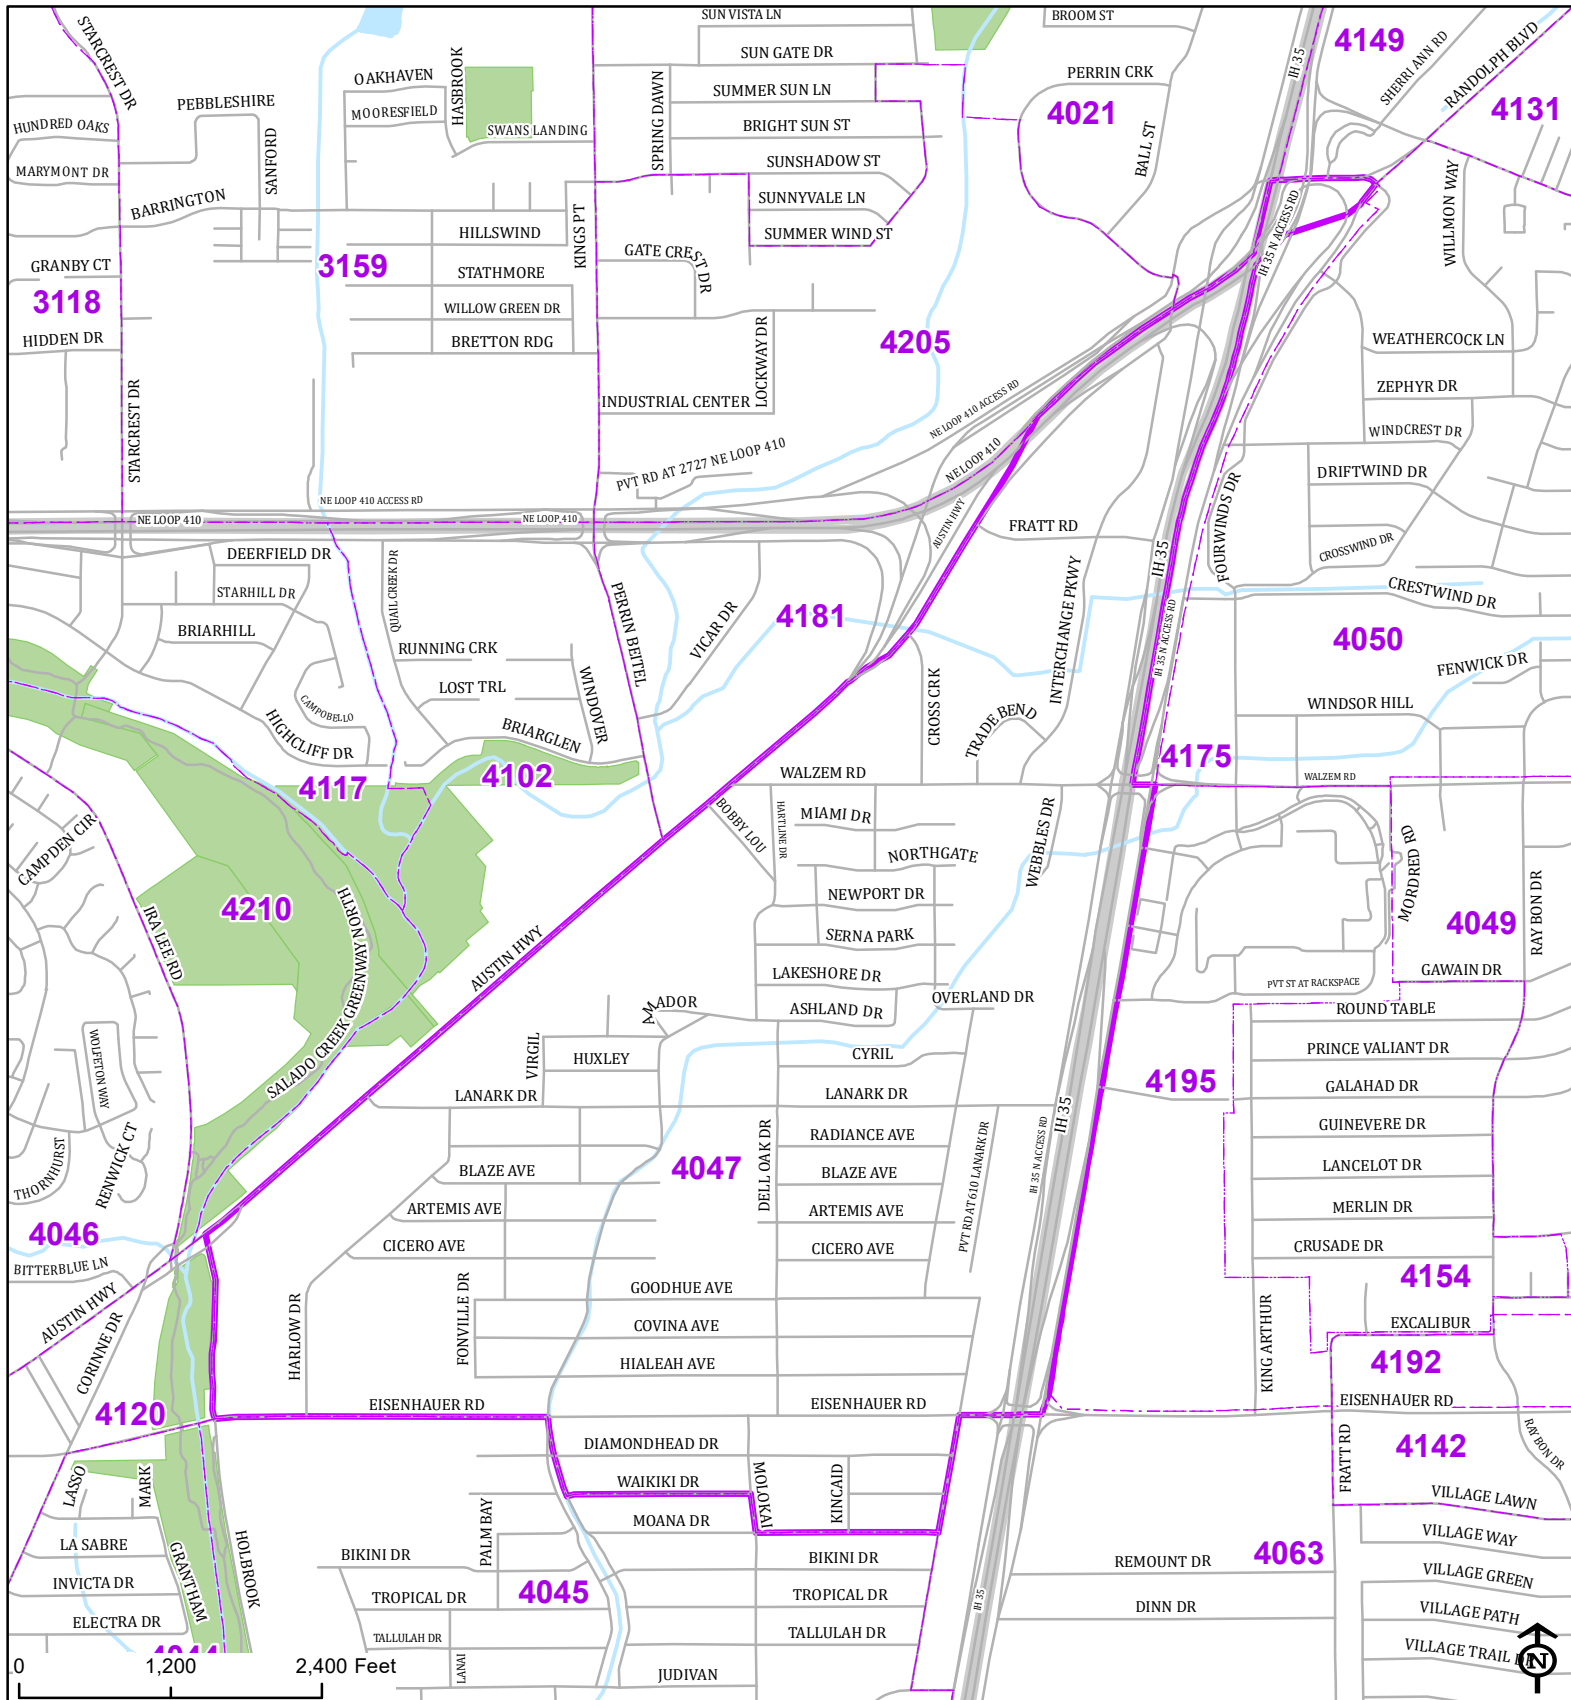 SUN VISTA LN
BROOM ST
STARCREST DR
SUN GATE DR
IH 35
4149
SHERRI ANN RD
RANDOLPH BLVD
OAKHAVEN
HASBROOK
PERRIN CRK
PEBBLESHIRE
MOORESFIELD
SPRING DAWN
SUMMER SUN LN
4021
4131
HUNDRED OAKS
SWANS LANDING
BRIGHT SUN ST
BALL ST
SANFORD
MARYMONT DR
SUNSHADOW ST
WILLMON WAY
BARRINGTON
SUNNYVALE LN
KINGS PT
HILLSWIND
SUMMER WIND ST
IH 35 N ACCESS RD
GATE CREST DR
GRANBY CT
3159
STATHMORE
3118
WILLOW GREEN DR
HIDDEN DR
BRETTON RDG
4205
LOCKWAY DR
WEATHERCOCK LN
ZEPHYR DR
STARCREST DR
INDUSTRIAL CENTER
NE LOOP 410 ACCESS RD
WINDCREST DR
PVT RD AT 2727 NE LOOP 410
NE LOOP 410
DRIFTWIND DR
NE LOOP 410 ACCESS RD
NE LOOP 410
NE LOOP 410
AUSTIN HWY
FRATT RD
FOURWINDS DR
CROSSWIND DR
DEERFIELD DR
QUAIL CREEK DR
IH 35
STARHILL DR
PERRIN BEITEL
INTERCHANGE PKWY
CRESTWIND DR
VICAR DR
4181
IH 35 N ACCESS RD
BRIARHILL
4050
RUNNING CRK
FENWICK DR
LOST TRL
WINDOVER
CAMPOBELLO
CROSS CRK
WINDSOR HILL
HIGHCLIFF DR
BRIARGLEN
TRADE BEND
4117
4102
4175
WALZEM RD
WALZEM RD
BOBBY LOU
HARTLINE DR
MIAMI DR
WEBBLES DR
CAMPDEN CIR
NORTHGATE
MORDRED RD
NEWPORT DR
4210
IRA LEE RD
SALADO CREEK GREENWAY NORTH
SERNA PARK
4049
RAY BON DR
AUSTIN HWY
LAKESHORE DR
GAWAIN DR
PVT ST AT RACKSPACE
AMADOR
OVERLAND DR
ASHLAND DR
ROUND TABLE
VIRGIL
HUXLEY
CYRIL
PRINCE VALIANT DR
WOLFETON WAY
4195
GALAHAD DR
LANARK DR
LANARK DR
IH 35
RADIANCE AVE
GUINEVERE DR
THORNHURST
RENWICK CT
BLAZE AVE
4047
DELL OAK DR
BLAZE AVE
IH 35 N ACCESS RD
PVT RD AT 610 LANARK DR
LANCELOT DR
ARTEMIS AVE
ARTEMIS AVE
MERLIN DR
4046
CICERO AVE
CICERO AVE
CRUSADE DR
BITTERBLUE LN
GOODHUE AVE
4154
AUSTIN HWY
HARLOW DR
FONVILLE DR
COVINA AVE
EXCALIBUR
CORINNE DR
HIALEAH AVE
KING ARTHUR
4192
4120
EISENHAUER RD
EISENHAUER RD
EISENHAUER RD
DIAMONDHEAD DR
FRATT RD
4142
RAY BON DR
LASSO
MARK
WAIKIKI DR
MOLOKAI
KINCAID
VILLAGE LAWN
PALM BAY
MOANA DR
VILLAGE WAY
LA SABRE
GRANTHAM
HOLBROOK
BIKINI DR
BIKINI DR
REMOUNT DR
4063
INVICTA DR
4045
VILLAGE GREEN
TROPICAL DR
TROPICAL DR
DINN DR
IH 35
VILLAGE PATH
ELECTRA DR
TALLULAH DR
TALLULAH DR
VILLAGE TRAIL DR
4044
LANAI
JUDIVAN
N
0
1,200
2,400 Feet